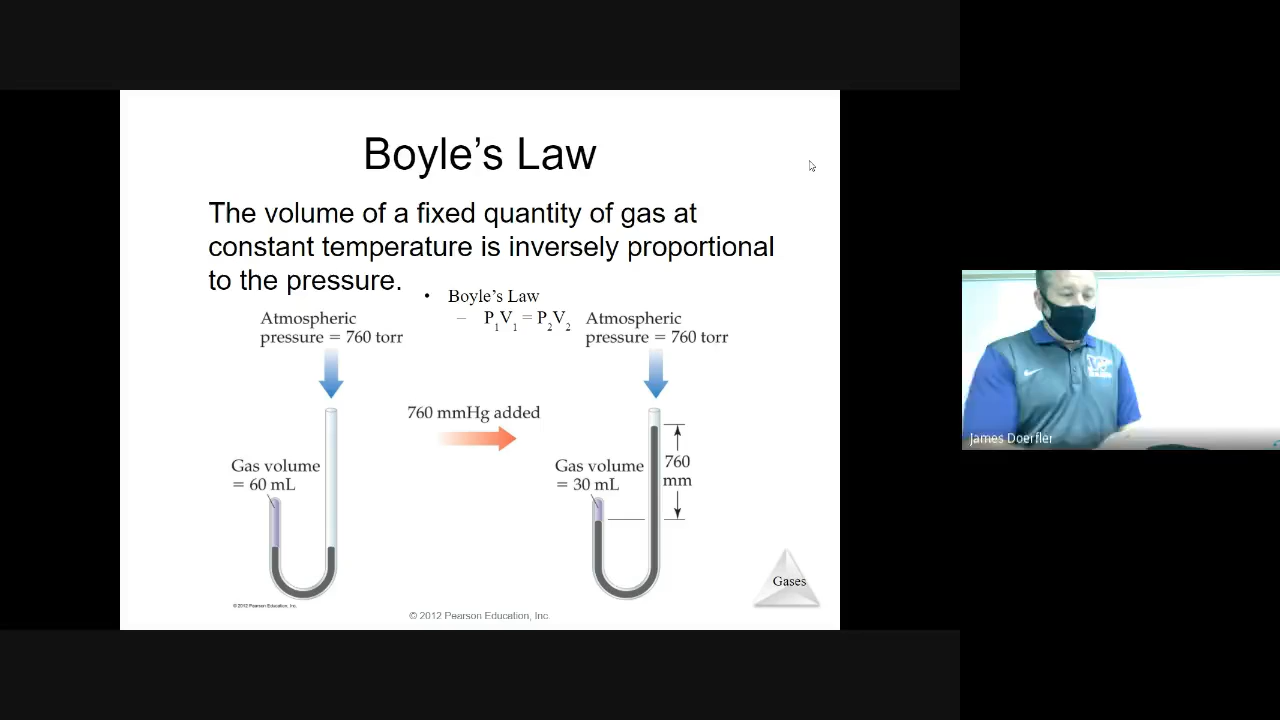 Boyle's Law
The volume of a fixed quantity of gas at
constant temperature is inversely proportional
to the pressure.
• Boyle's Law
– P₁V₁ = P₂V₂
Atmospheric
pressure = 760 torr
Atmospheric
pressure = 760 torr
760 mmHg added
Gas volume
= 60 mL
Gas volume
= 30 mL
760
mm
Gases
© 2012 Pearson Education, Inc.
© 2012 Pearson Education, Inc.
James Doerfler